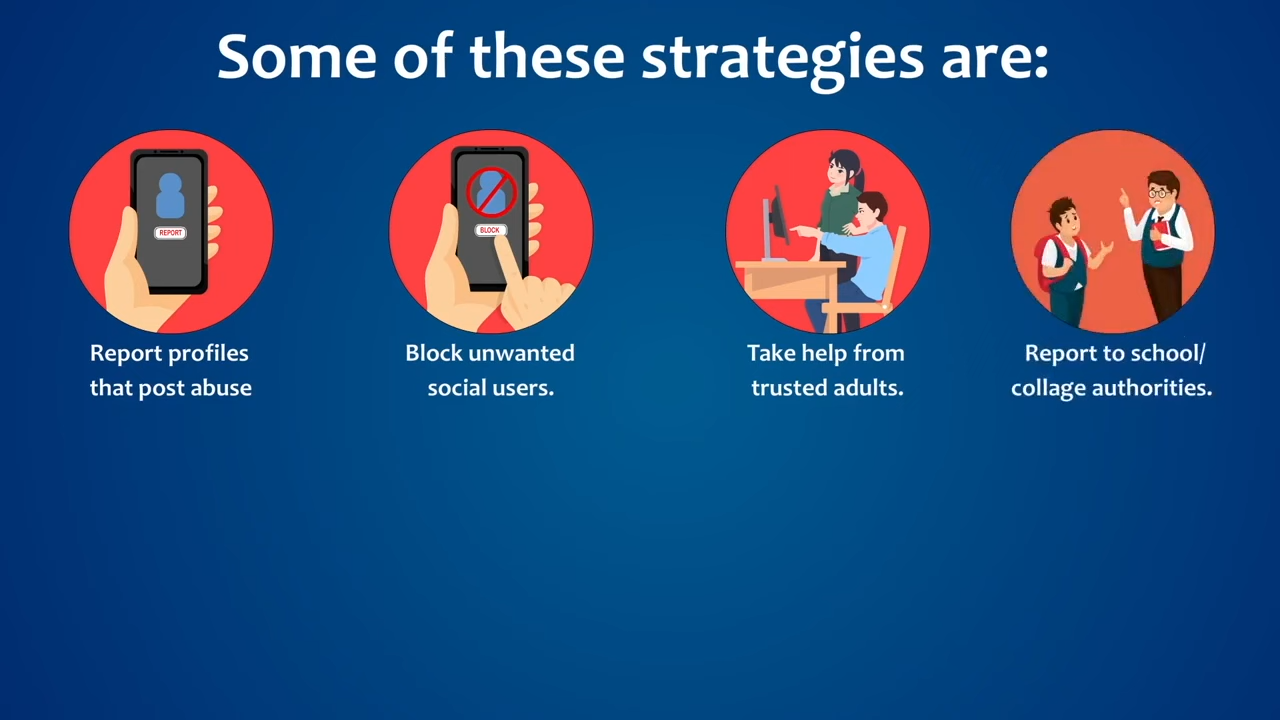 Some of these strategies are:
REPORT
BLOCK
Report profiles
that post abuse
Block unwanted
social users.
Take help from
trusted adults.
Report to school/
collage authorities.